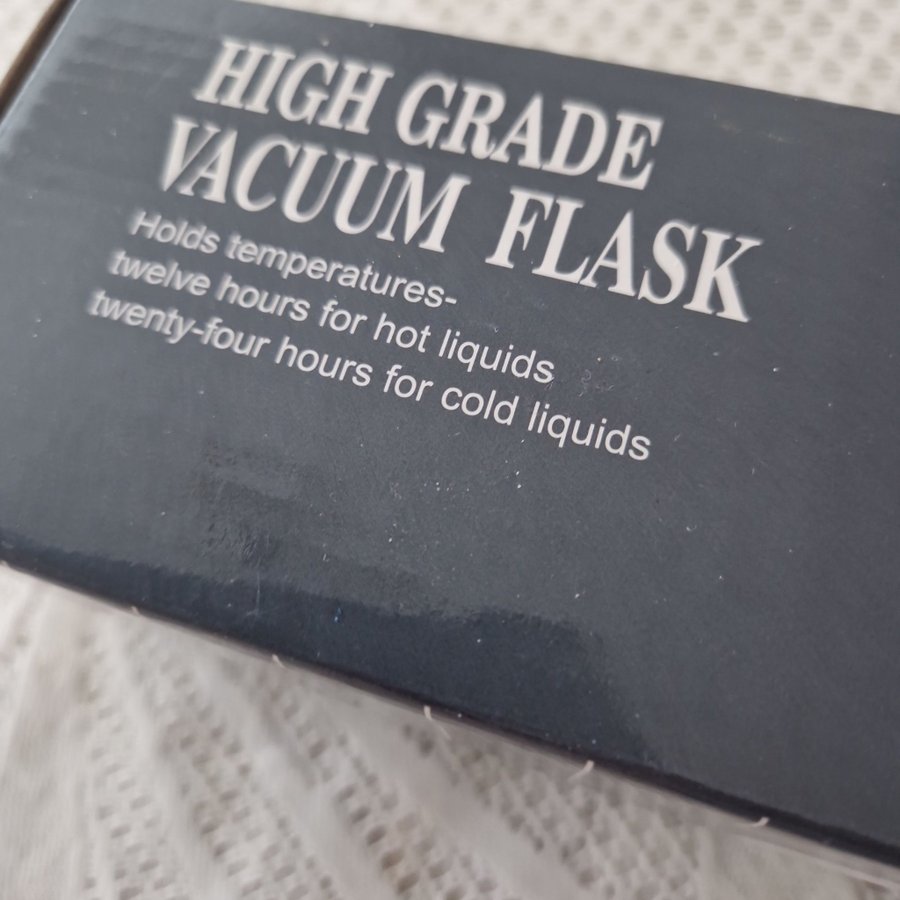 HIGH GRADE
VACUUM FLASK
Holds temperatures-
twelve hours for hot liquids
twenty-four hours for cold liquids